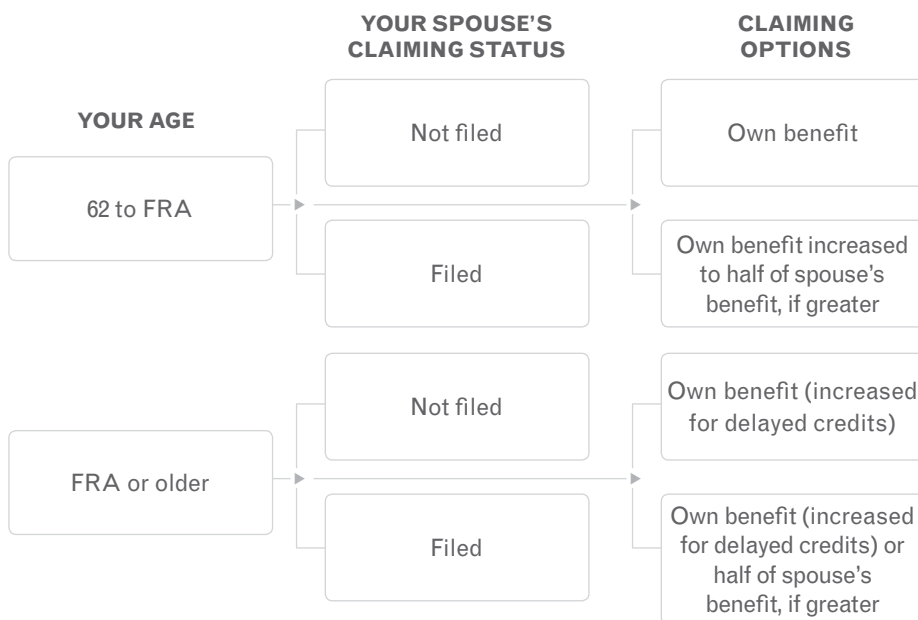 YOUR AGE
YOUR SPOUSE’S
CLAIMING STATUS
CLAIMING
OPTIONS
62 to FRA
Not filed
Own benefit
Filed
Own benefit increased
to half of spouse’s
benefit, if greater
FRA or older
Not filed
Own benefit (increased
for delayed credits)
Filed
Own benefit (increased
for delayed credits) or
half of spouse’s
benefit, if greater